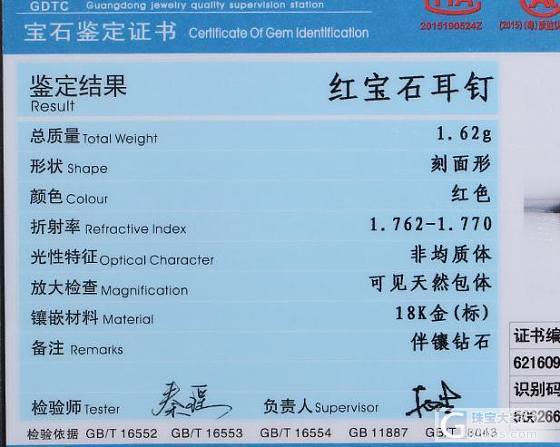 GDTC Guangdong jewelry quality supervision station
宝石鉴定证书 Certificate Of Gem Identification
2015190524Z
鉴定结果 红宝石耳钉
Result
总质量 Total Weight 1.62g
形状 Shape 刻面形
颜色 Colour 红色
折射率 Refractive Index 1.762-1.770
光性特征 Optical Character 非均质体
放大检查 Magnification 可见天然包体
镶嵌材料 Material 18K金(标)
备注 Remarks 伴镶钻石
证书编
621609
识别码
检验师 Tester 负责人 Supervisor
检验依据 GB/T 16552 GB/T 16553 GB/T 16554 GB 11887 GB/T 18043